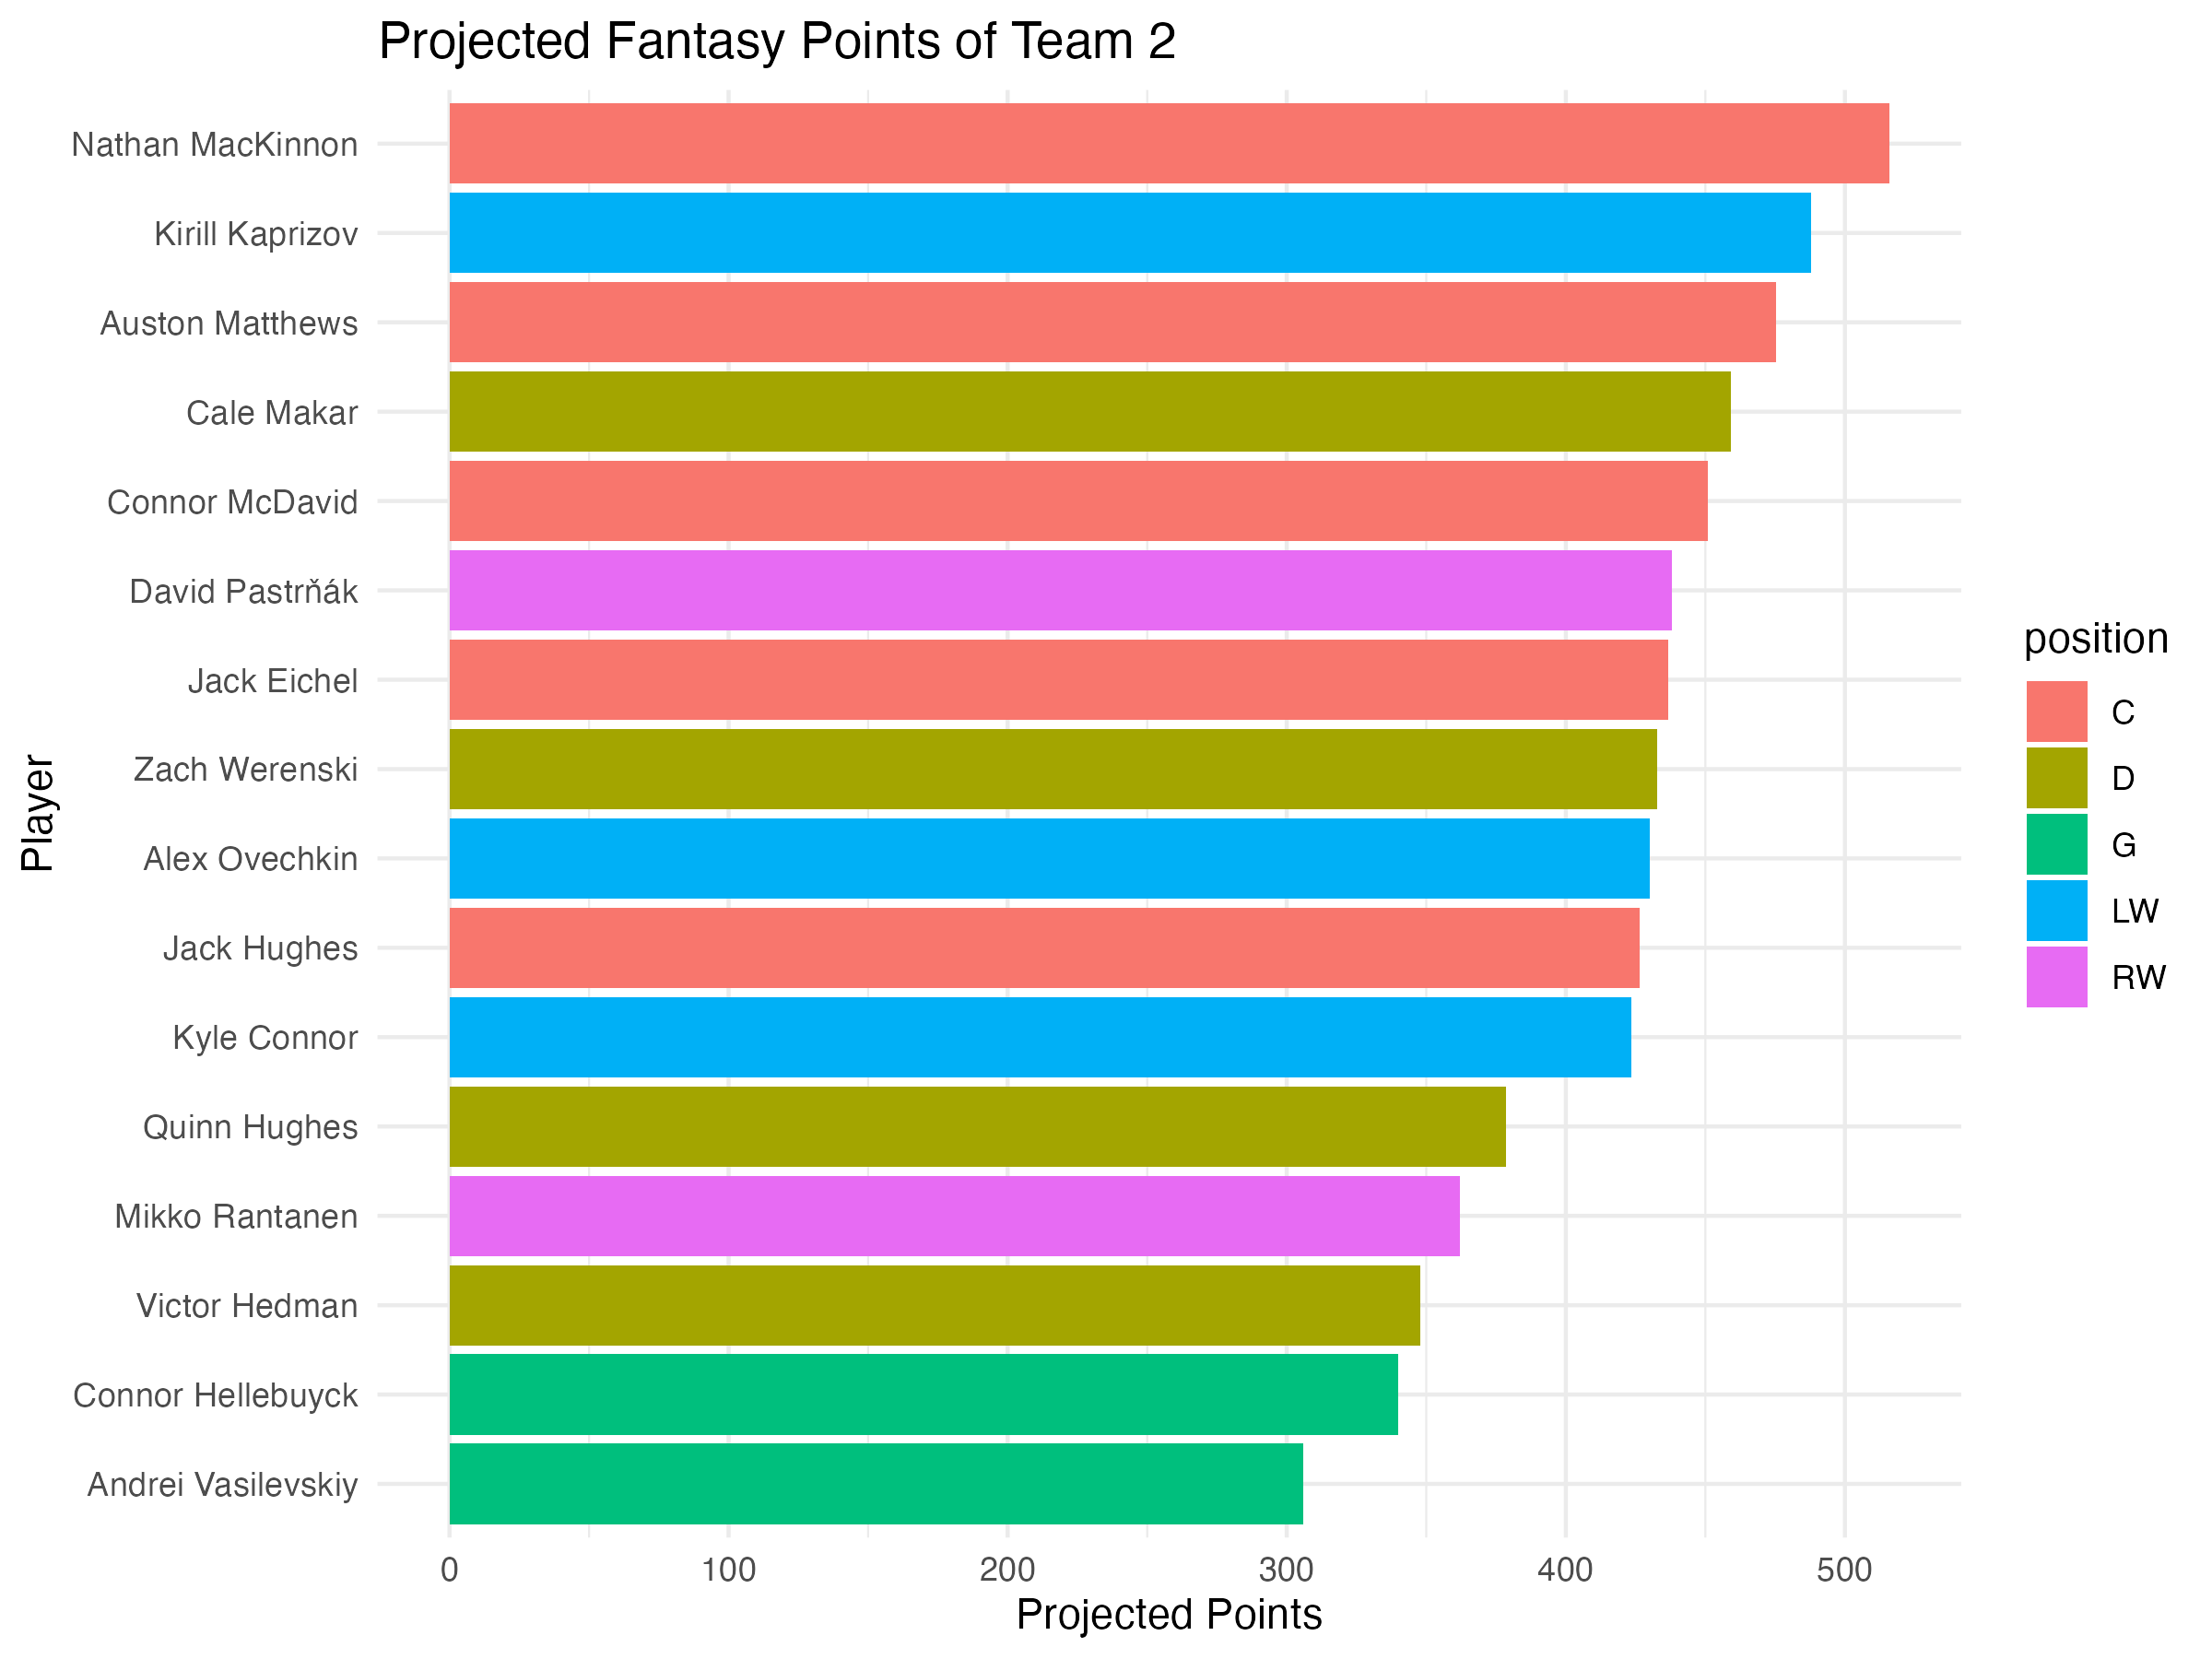 Projected Fantasy Points of Team 2
Nathan MacKinnon
Kirill Kaprizov
Auston Matthews
Cale Makar
Connor McDavid
David Pastrňák
Jack Eichel
Zach Werenski
Alex Ovechkin
Jack Hughes
Kyle Connor
Quinn Hughes
Mikko Rantanen
Victor Hedman
Connor Hellebuyck
Andrei Vasilevskiy
Player
0 100 200 300 400 500
Projected Points
position
C
D
G
LW
RW